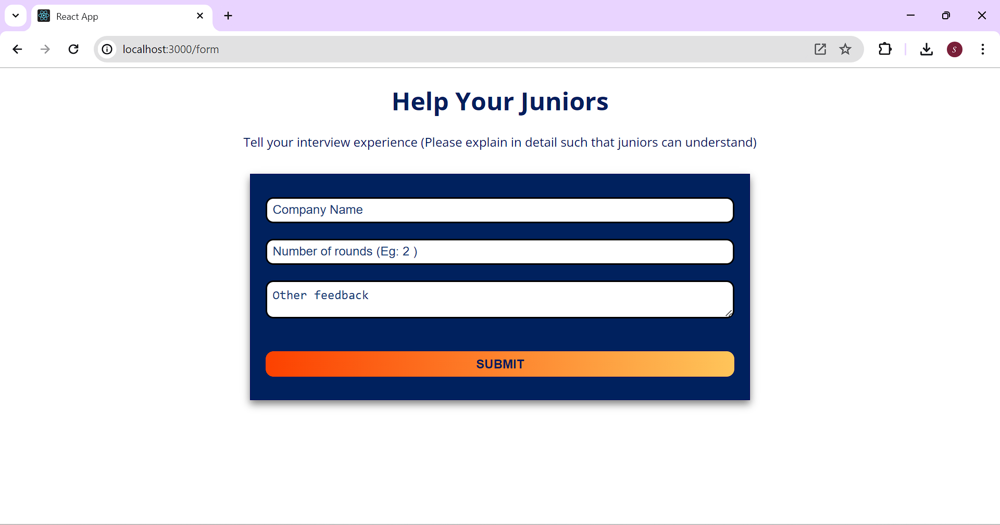 React App
localhost:3000/form
S
Help Your Juniors
Tell your interview experience (Please explain in detail such that juniors can understand)
Company Name
Number of rounds (Eg: 2 )
Other feedback
SUBMIT